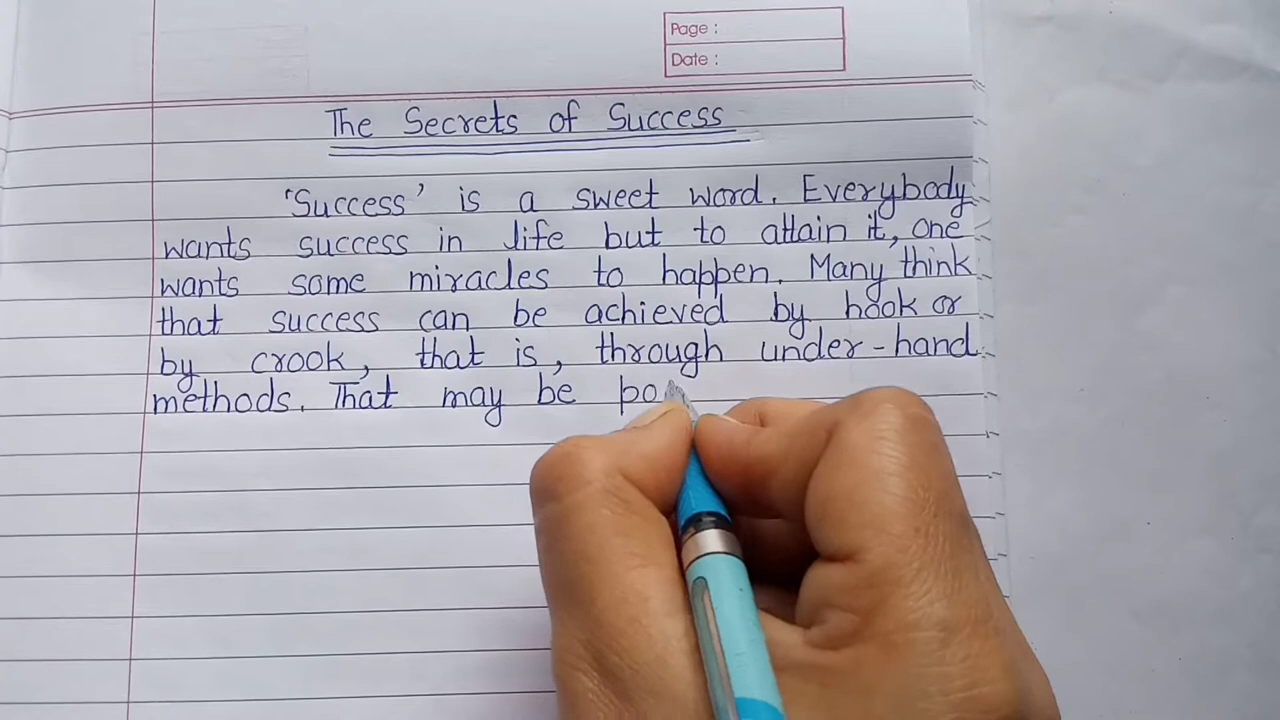 Page :
Date :
The Secrets of Success
'Success' is a sweet word. Everybody
wants success in life but to attain it, one
wants some miracles to happen. Many think
that success can be achieved by hook or
by crook, that is, through under-hand
methods. That may be po